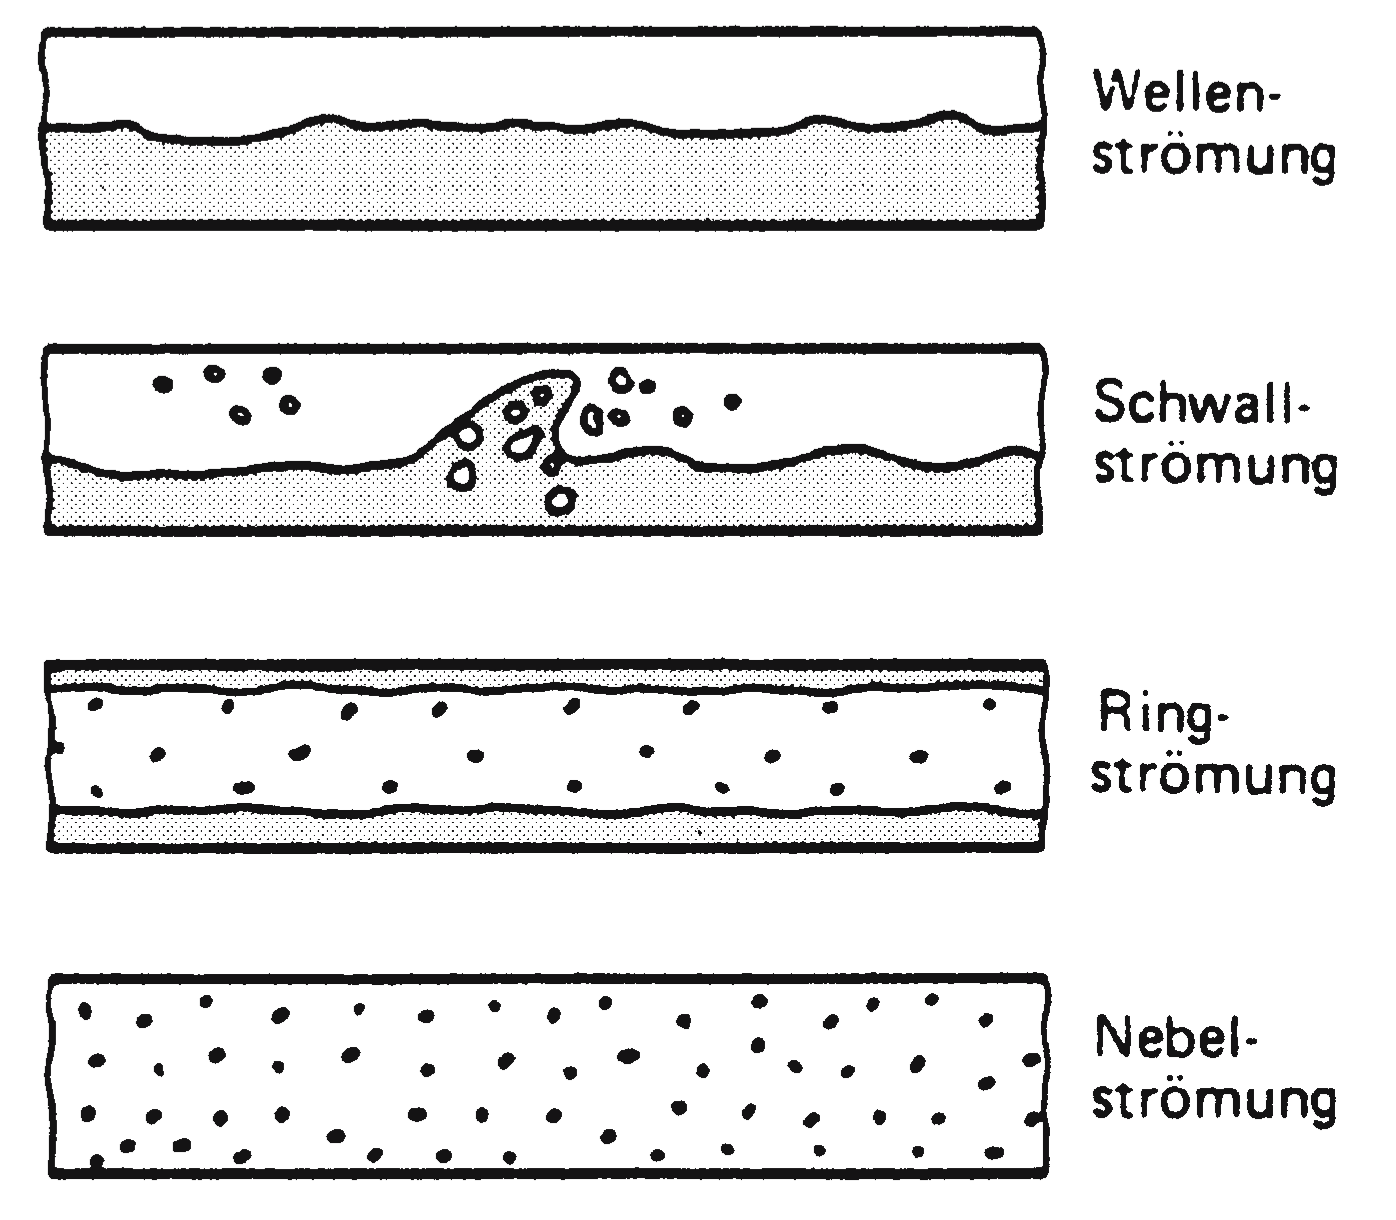 Wellen-
strömung
Schwall-
strömung
Ring-
strömung
Nebel-
strömung